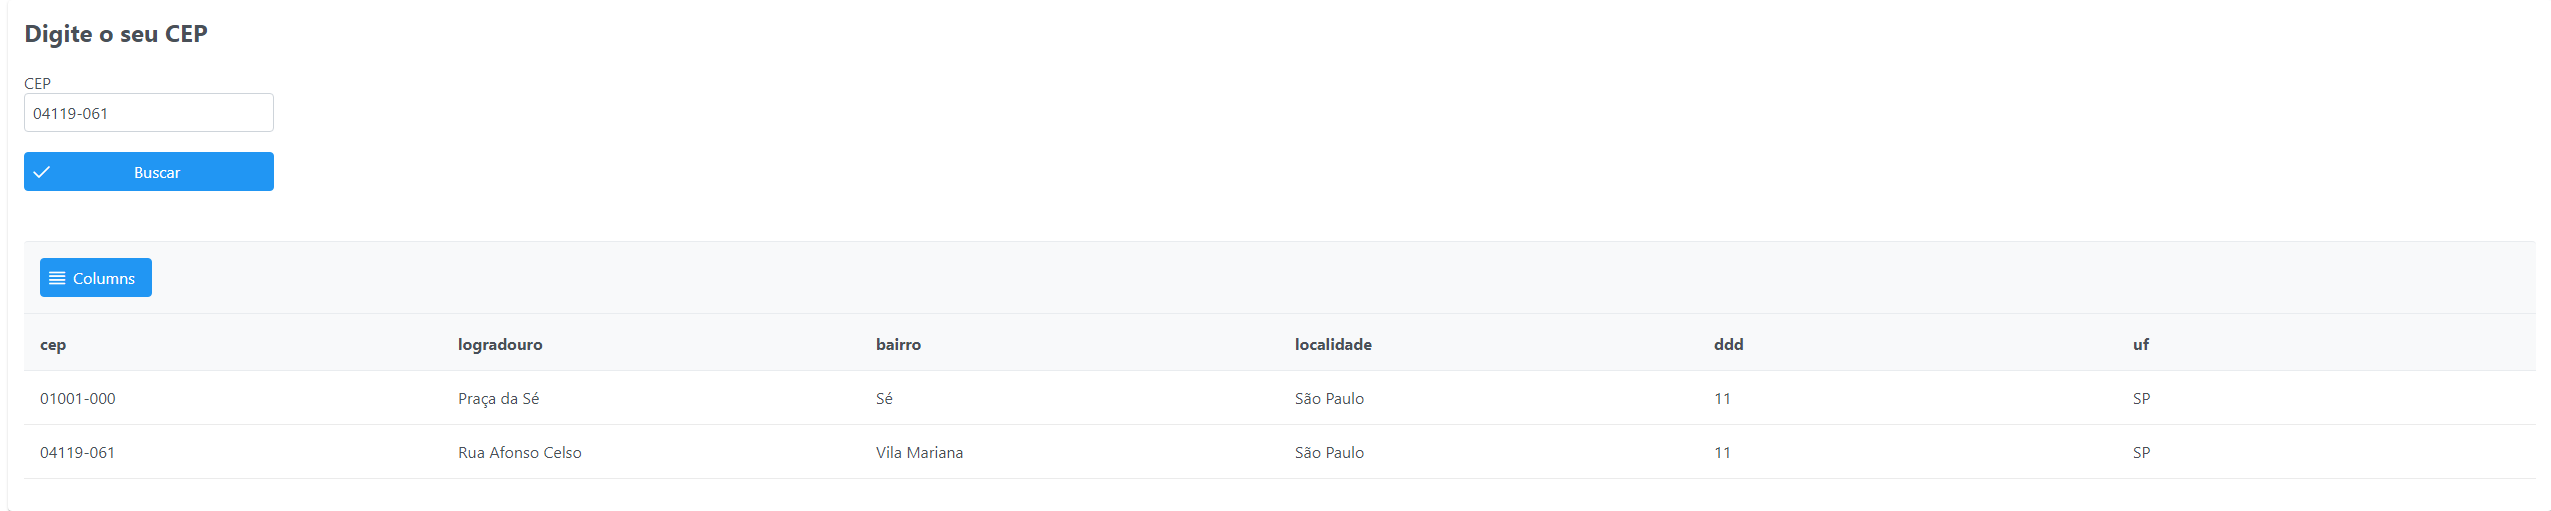 Digite o seu CEP
CEP
04119-061
Buscar
Columns
cep logradouro bairro localidade ddd uf
01001-000 Praça da Sé Sé São Paulo 11 SP
04119-061 Rua Afonso Celso Vila Mariana São Paulo 11 SP